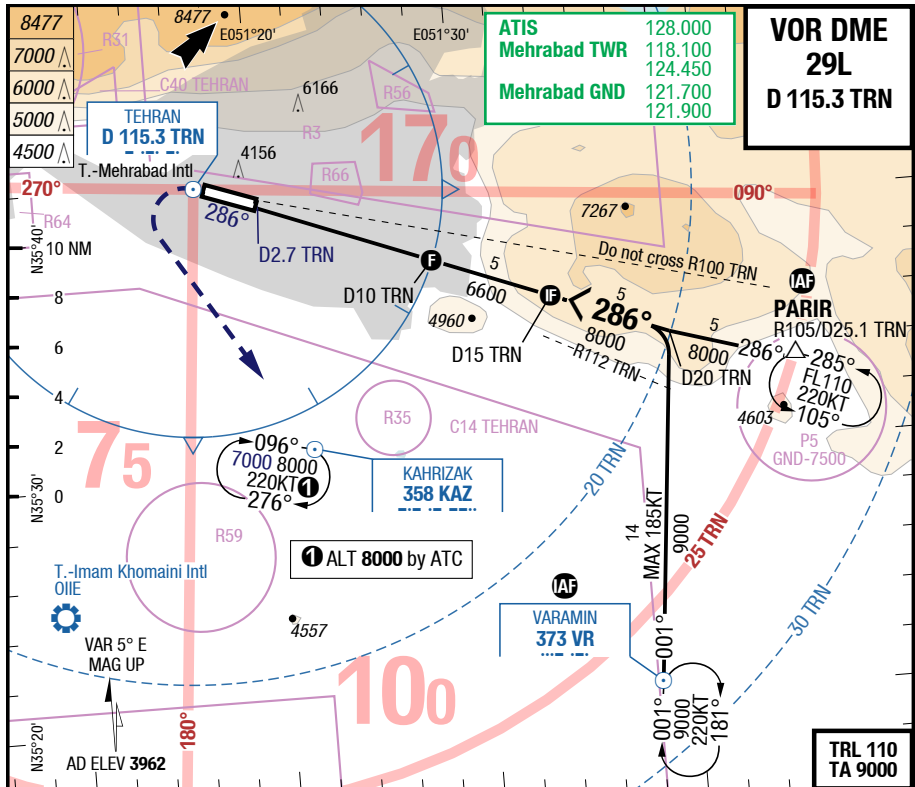 8477
7000
6000
5000
4500
8477
E051°20'
E051°30'
R31
C40 TEHRAN
6166
R56
R3
TEHRAN
D 115.3 TRN
4156
T.-Mehrabad Intl
R66
170
ATIS 128.000
Mehrabad TWR 118.100
124.450
Mehrabad GND 121.700
121.900
VOR DME
29L
D 115.3 TRN
270°
090°
R64
286°
7267
N35°40'
10 NM
D2.7 TRN
Do not cross R100 TRN
F
5
IAF
D10 TRN
6600
IF
5
286°
PARIR
R105/D25.1 TRN
8
8000
5
4960
D15 TRN
8000
286°
285°
6
R112 TRN
D20 TRN
FL110
220KT
105°
4
R35
4603
C14 TEHRAN
P5
GND-7500
75
2
096°
7000 8000
220KT 1
276°
KAHRIZAK
358 KAZ
20 TRN
0
N35°30'
R59
14
MAX 185KT
9000
25 TRN
1 ALT 8000 by ATC
T.-Imam Khomaini Intl
OIIE
IAF
VARAMIN
373 VR
30 TRN
4557
001°
VAR 5° E
MAG UP
100
001°
9000
220KT
181°
180°
N35°20'
AD ELEV 3962
TRL 110
TA 9000